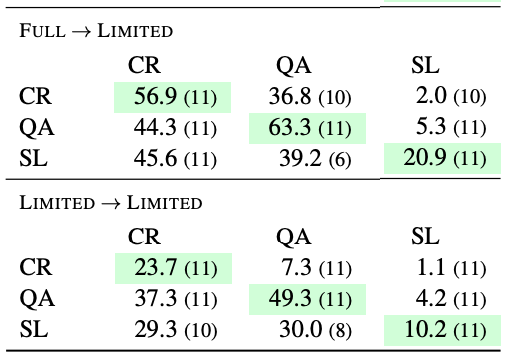 FULL → LIMITED
CR QA SL
CR 56.9 (11) 36.8 (10) 2.0 (10)
QA 44.3 (11) 63.3 (11) 5.3 (11)
SL 45.6 (11) 39.2 (6) 20.9 (11)
LIMITED → LIMITED
CR QA SL
CR 23.7 (11) 7.3 (11) 1.1 (11)
QA 37.3 (11) 49.3 (11) 4.2 (11)
SL 29.3 (10) 30.0 (8) 10.2 (11)